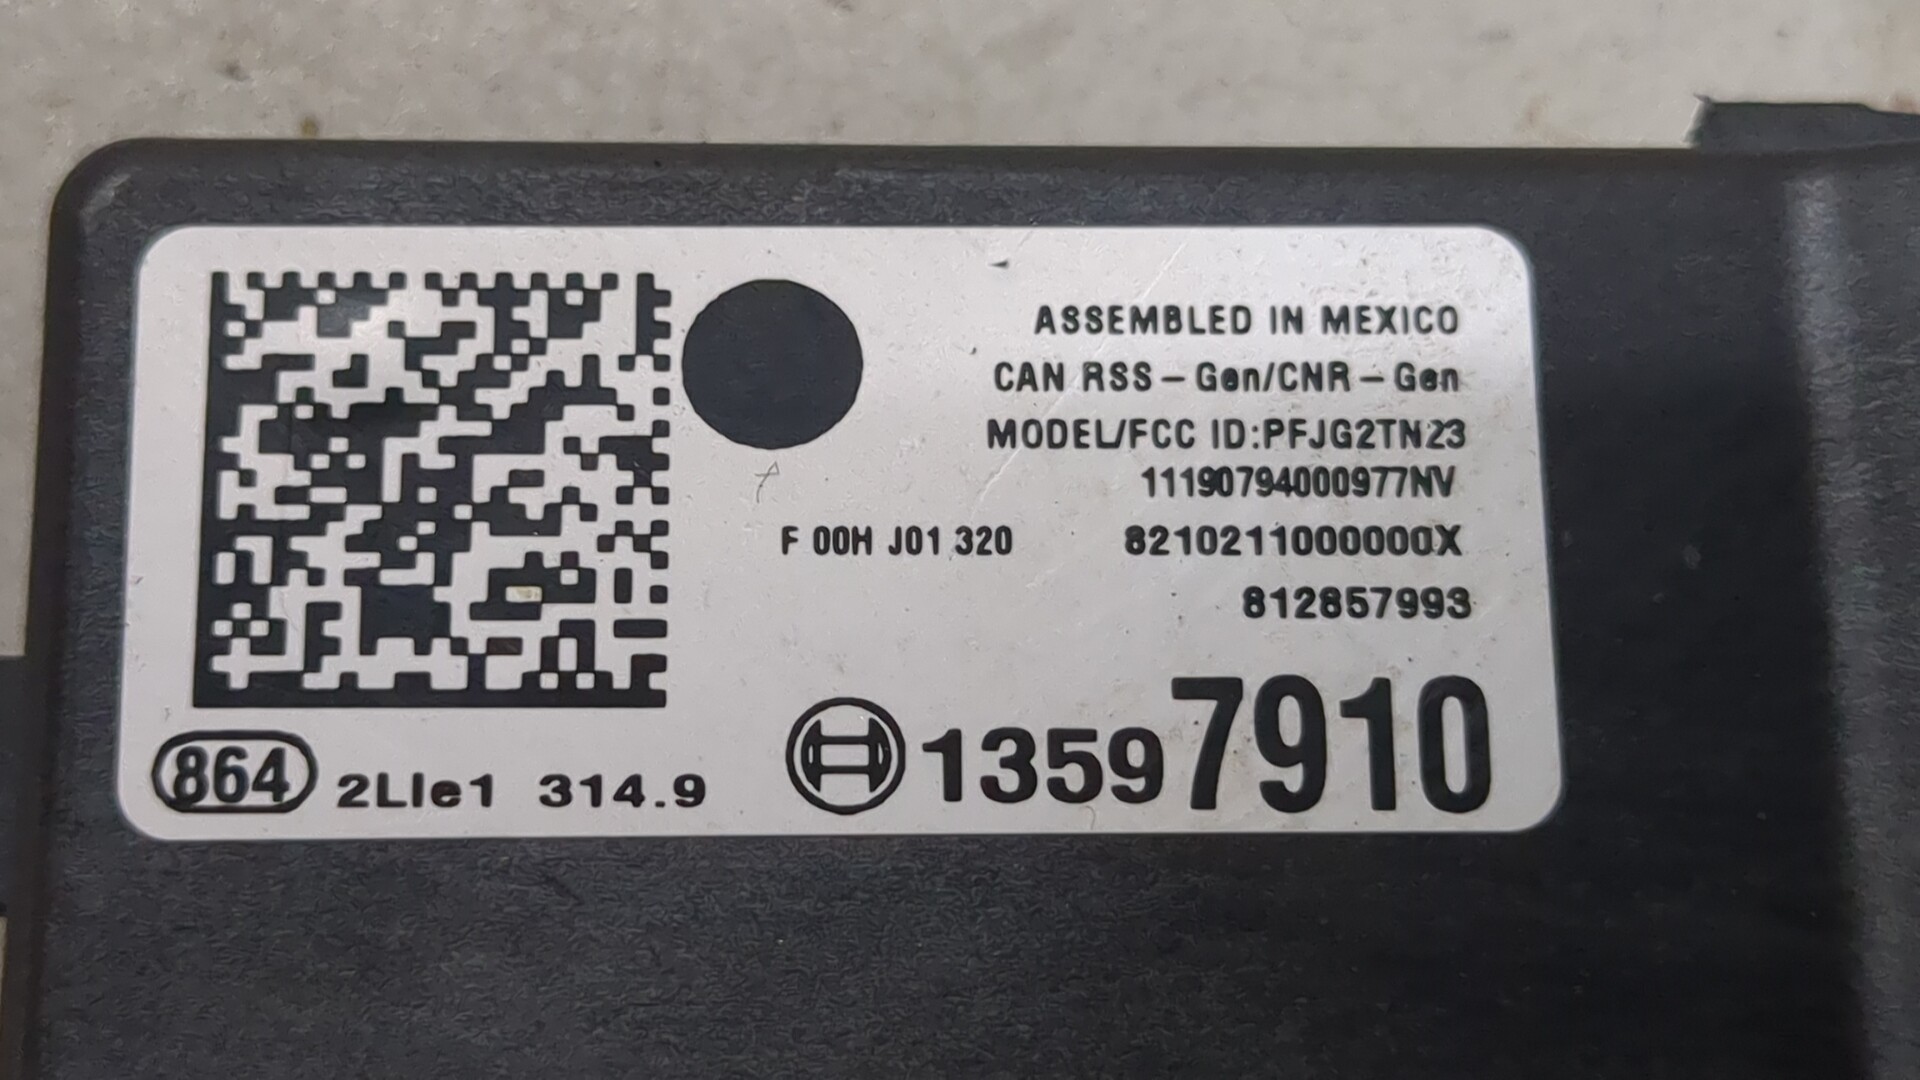 ASSEMBLED IN MEXICO
CAN RSS-Gen/CNR-Gen
MODEL/FCC ID:PFJG2TN23
11190794000977NV
F 00H J01 320 8210211000000X
812857993
864 2LIe1 314.9 13597910